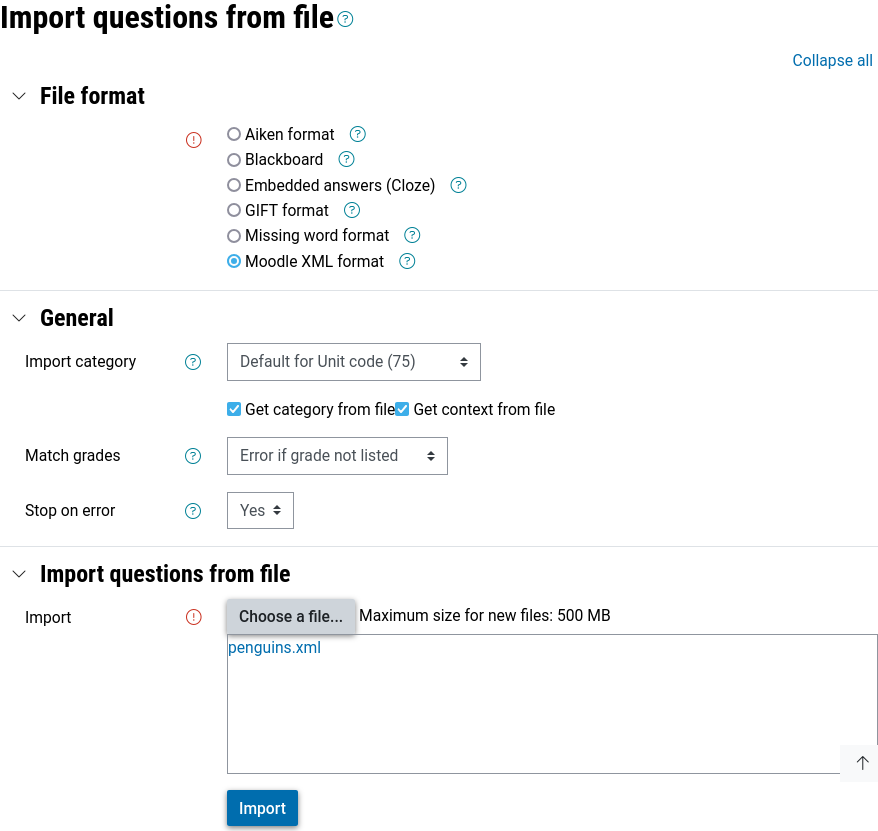 Import questions from file
Collapse all
File format
Aiken format
Blackboard
Embedded answers (Cloze)
GIFT format
Missing word format
Moodle XML format
General
Import category Default for Unit code (75)
Get category from file Get context from file
Match grades Error if grade not listed
Stop on error Yes
Import questions from file
Import Choose a file... Maximum size for new files: 500 MB
penguins.xml
Import